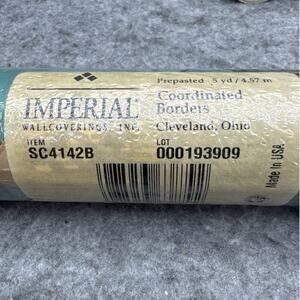 Prepasted 5 yd / 4.57 m
IMPERIAL®
WALLCOVERINGS, INC.
Coordinated
Borders
Cleveland, Ohio
ITEM
SC4142B
LOT
000193909
Made In USA